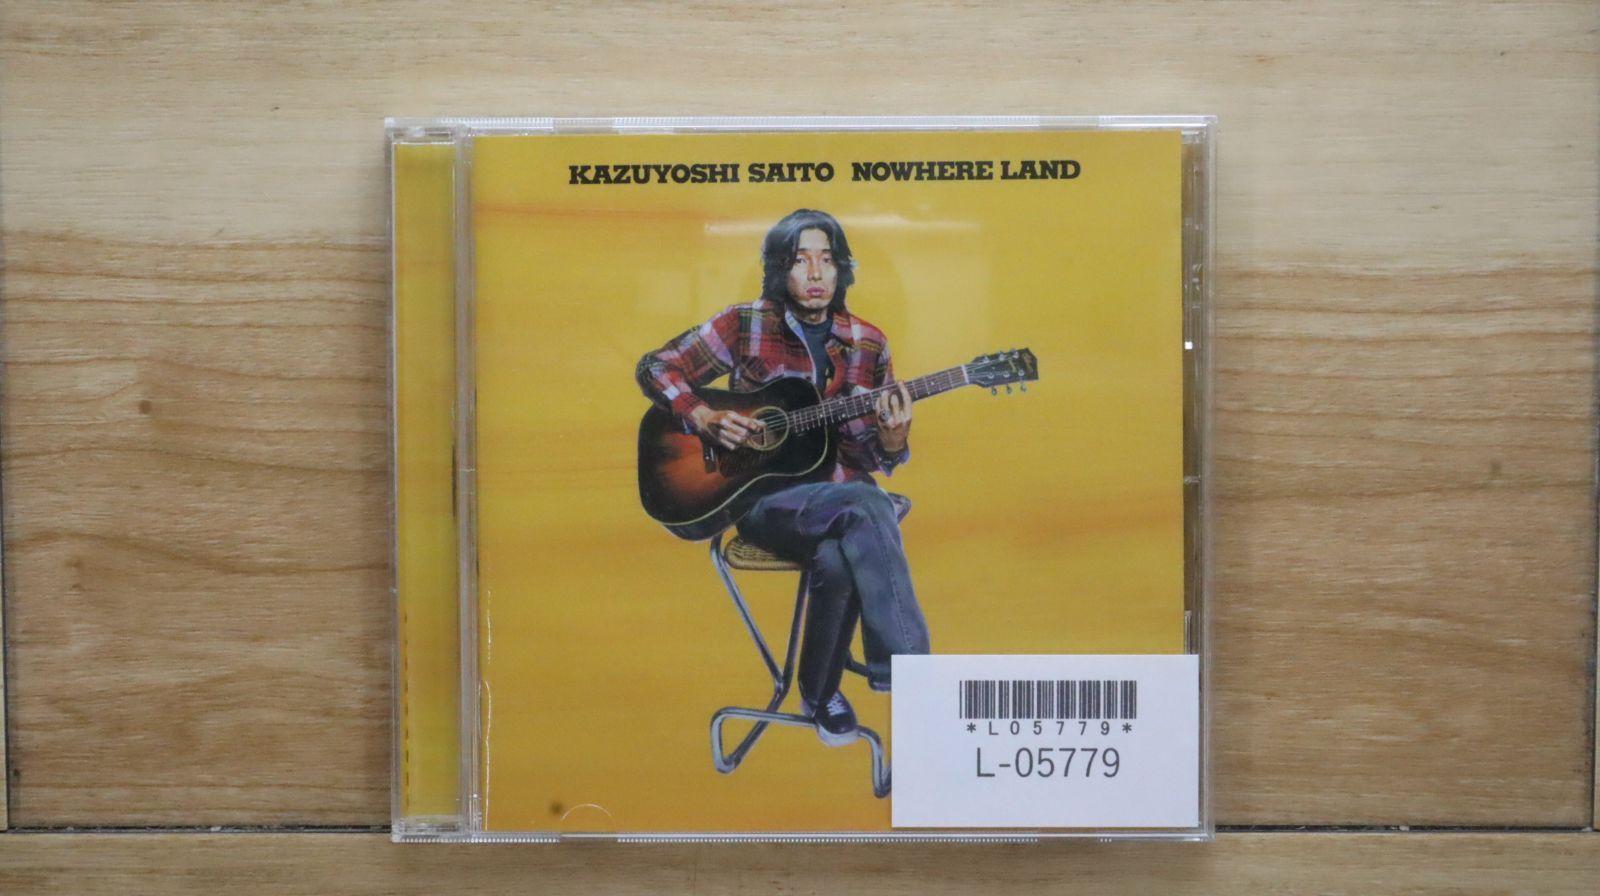 KAZUYOSHI SAITO NOWHERE LAND
*L05779*
L-05779